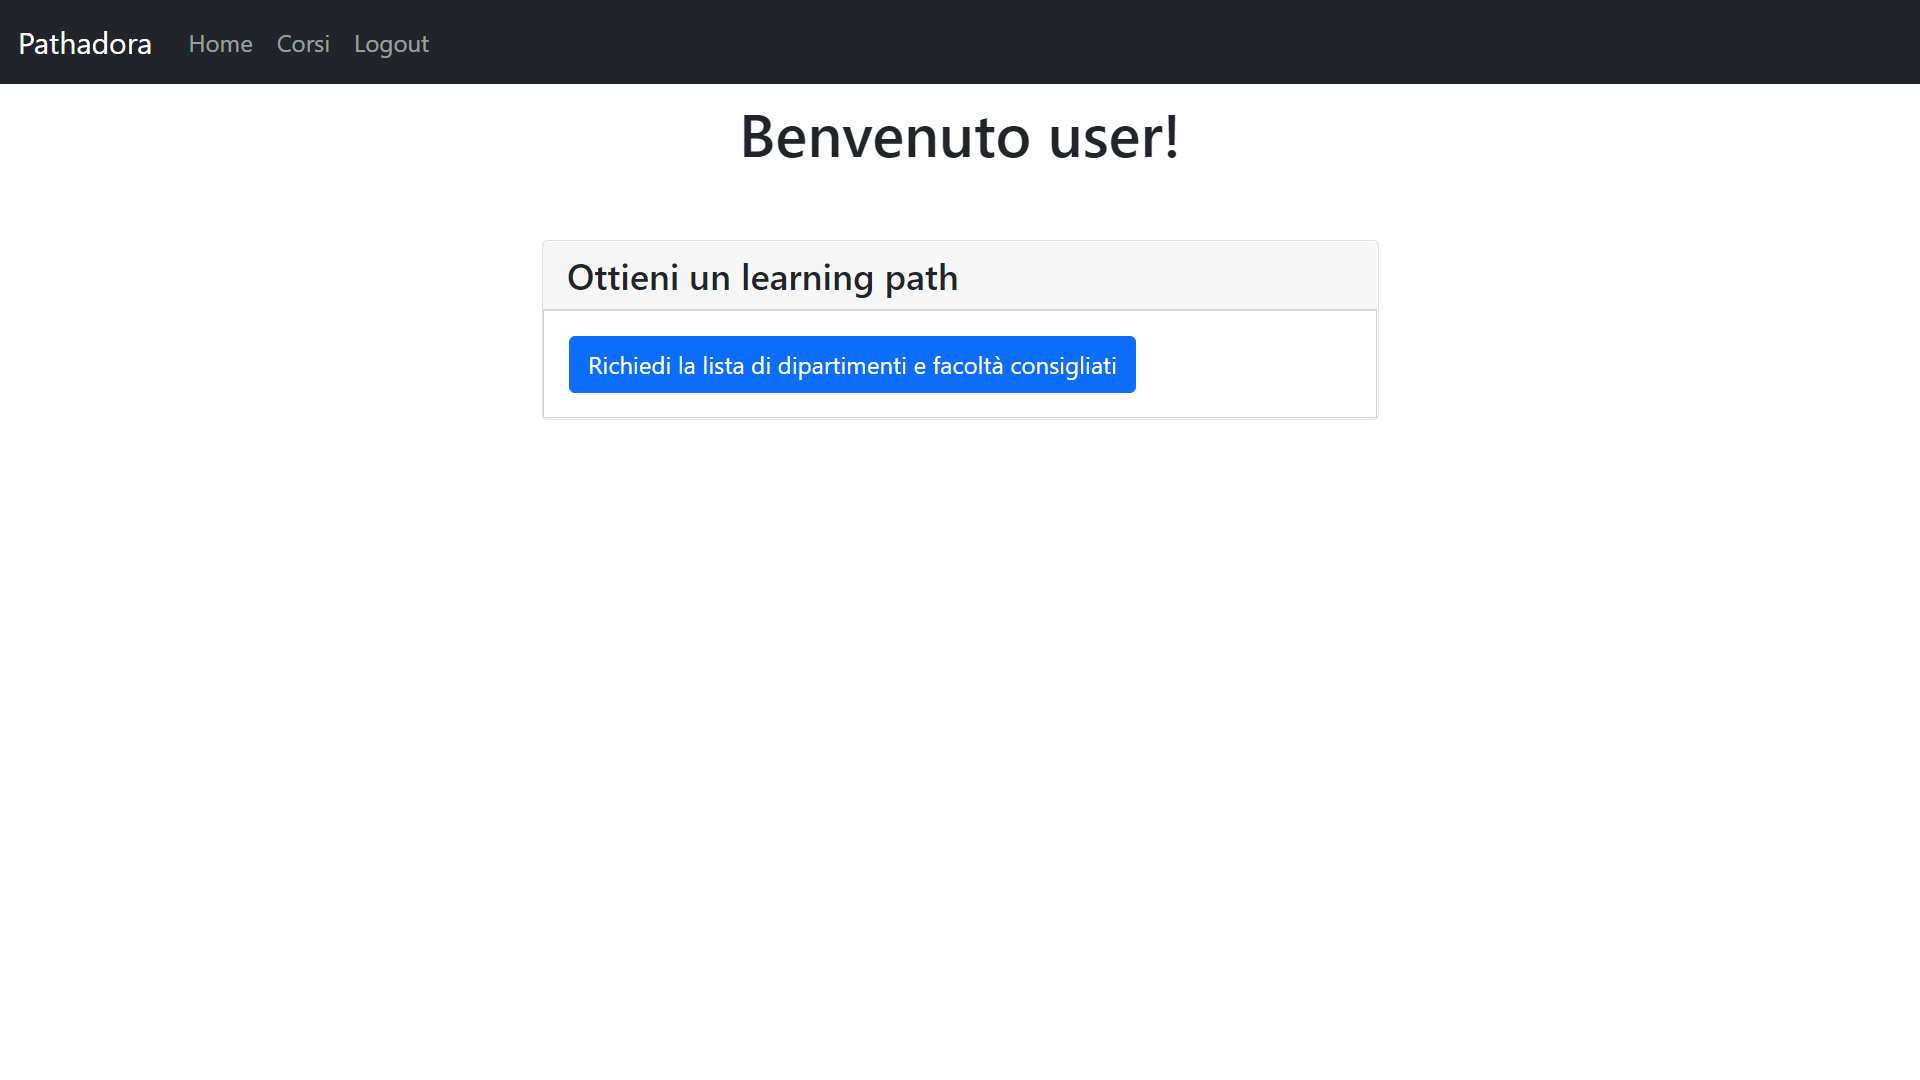 Pathadora Home Corsi Logout
Benvenuto user!
Ottieni un learning path
Richiedi la lista di dipartimenti e facoltà consigliati